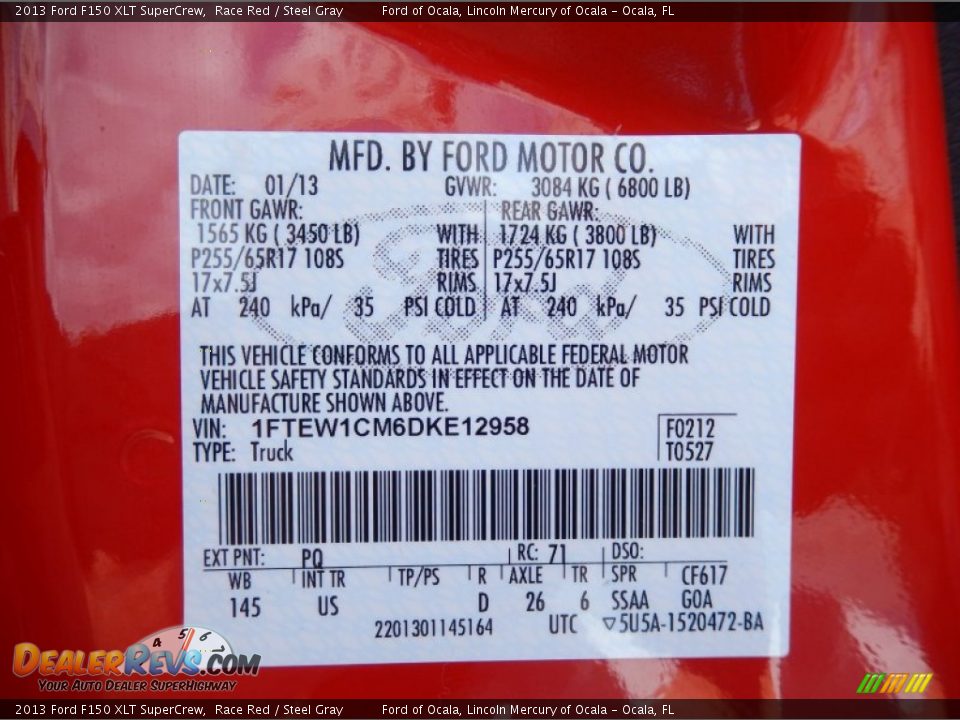 2013 Ford F150 XLT SuperCrew, Race Red / Steel Gray Ford of Ocala, Lincoln Mercury of Ocala - Ocala, FL
MFD. BY FORD MOTOR CO.
DATE: 01/13 GVWR: 3084 KG ( 6800 LB)
FRONT GAWR: REAR GAWR:
1565 KG ( 3450 LB) WITH 1724 KG ( 3800 LB) WITH
P255/65R17 108S TIRES P255/65R17 108S TIRES
17x7.5J RIMS 17x7.5J RIMS
AT 240 kPa/ 35 PSI COLD AT 240 kPa/ 35 PSI COLD
Ford
THIS VEHICLE CONFORMS TO ALL APPLICABLE FEDERAL MOTOR
VEHICLE SAFETY STANDARDS IN EFFECT ON THE DATE OF
MANUFACTURE SHOWN ABOVE.
VIN: 1FTEW1CM6DKE12958 F0212
TYPE: Truck T0527
EXT PNT: PQ RC: 71 DSO:
WB INT TR TP/PS R AXLE TR SPR CF617
145 US D 26 6 SSAA GOA
2201301145164 UTC ▽5U5A-1520472-BA
4 5 6
DealerRevs.com
Your Auto Dealer SuperHighway
2013 Ford F150 XLT SuperCrew, Race Red / Steel Gray Ford of Ocala, Lincoln Mercury of Ocala - Ocala, FL